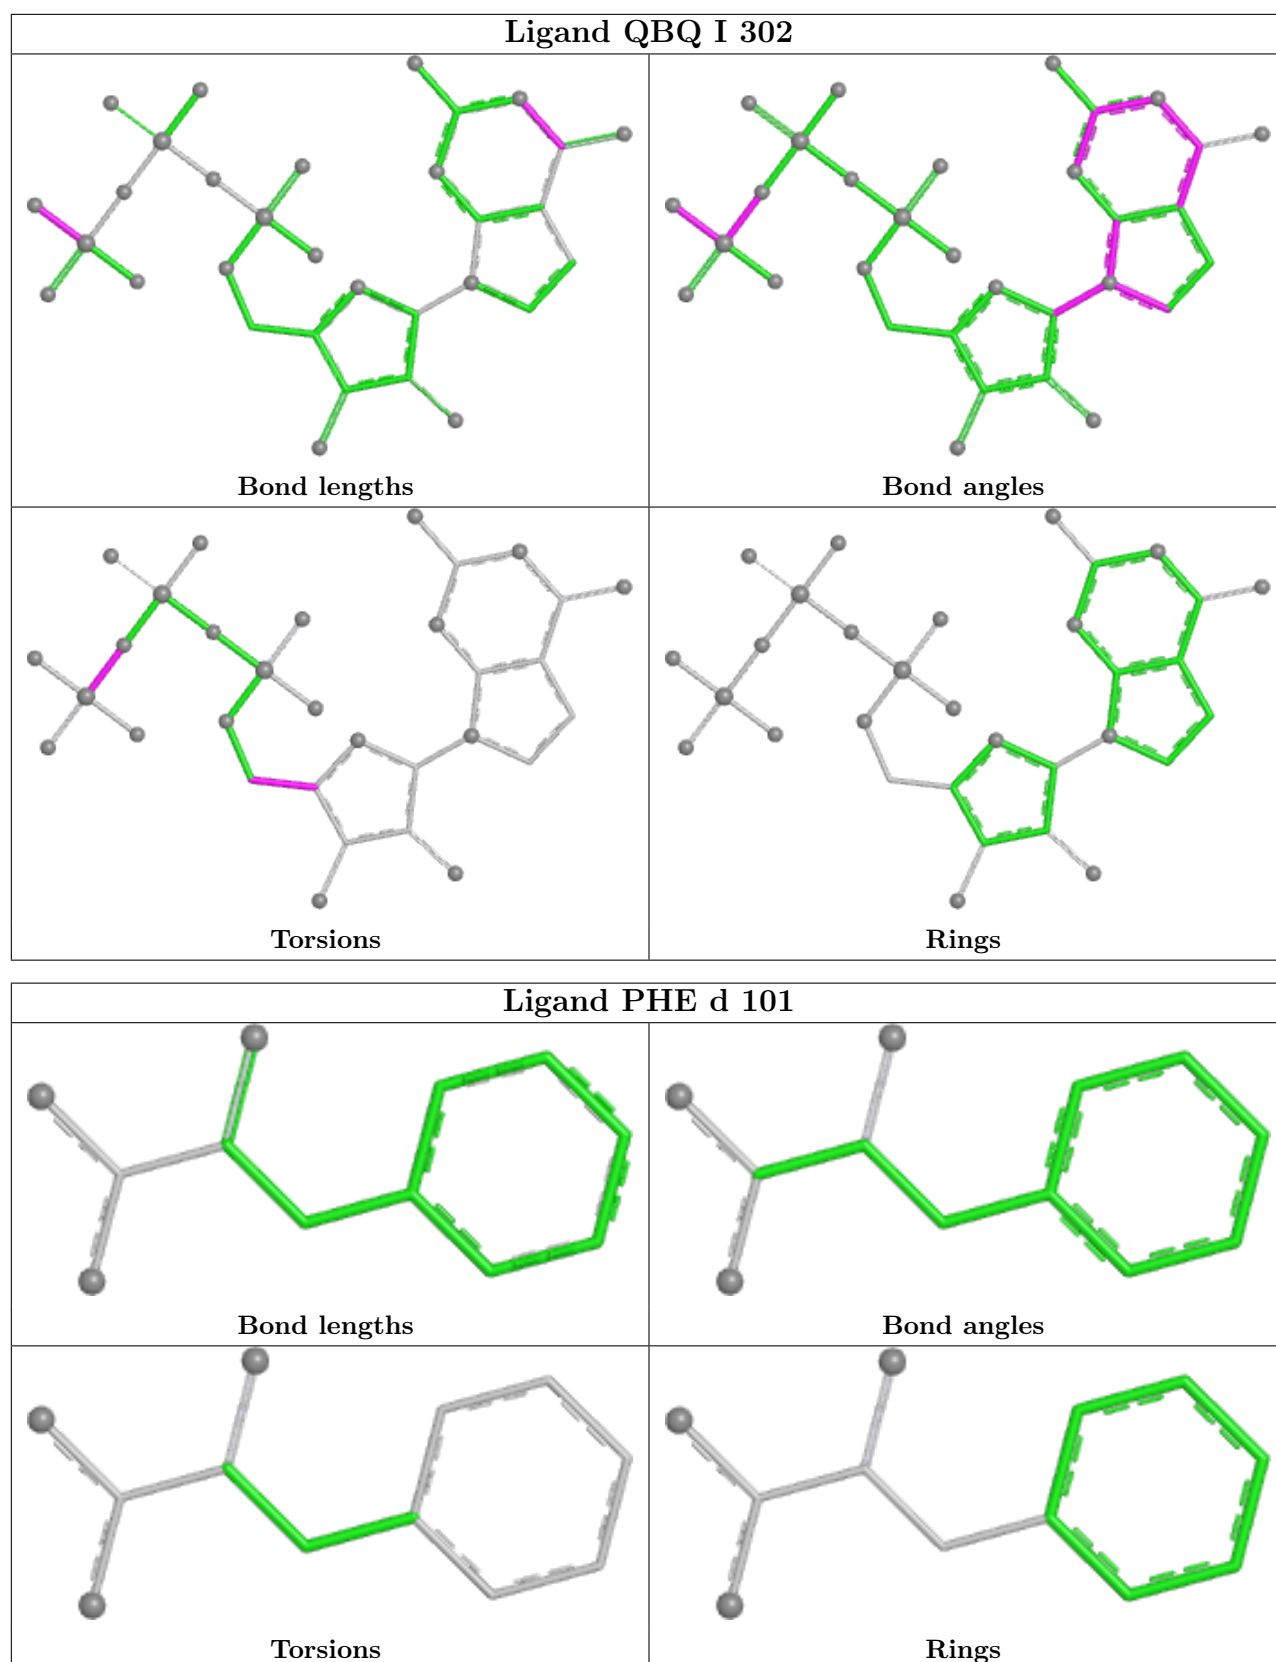 Ligand QBQ I 302
Bond lengths
Bond angles
Torsions
Rings
Ligand PHE d 101
Bond lengths
Bond angles
Torsions
Rings